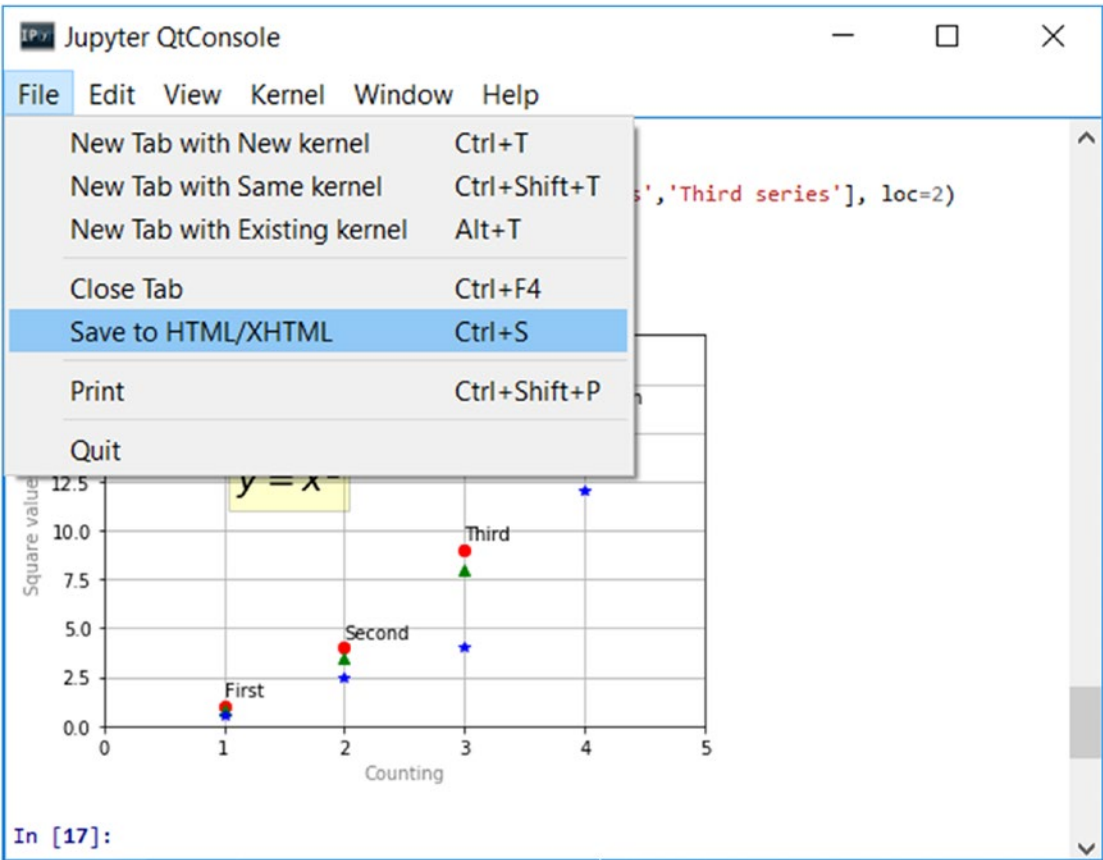 IPy Jupyter QtConsole
File Edit View Kernel Window Help
New Tab with New kernel Ctrl+T
New Tab with Same kernel Ctrl+Shift+T
s','Third series'], loc=2)
New Tab with Existing kernel Alt+T
Close Tab Ctrl+F4
Save to HTML/XHTML Ctrl+S
Print Ctrl+Shift+P
Quit
y = x
Square value
12.5
10.0
7.5
5.0
2.5
0.0
Third
Second
First
0 1 2 3 4 5
Counting
In [17]: